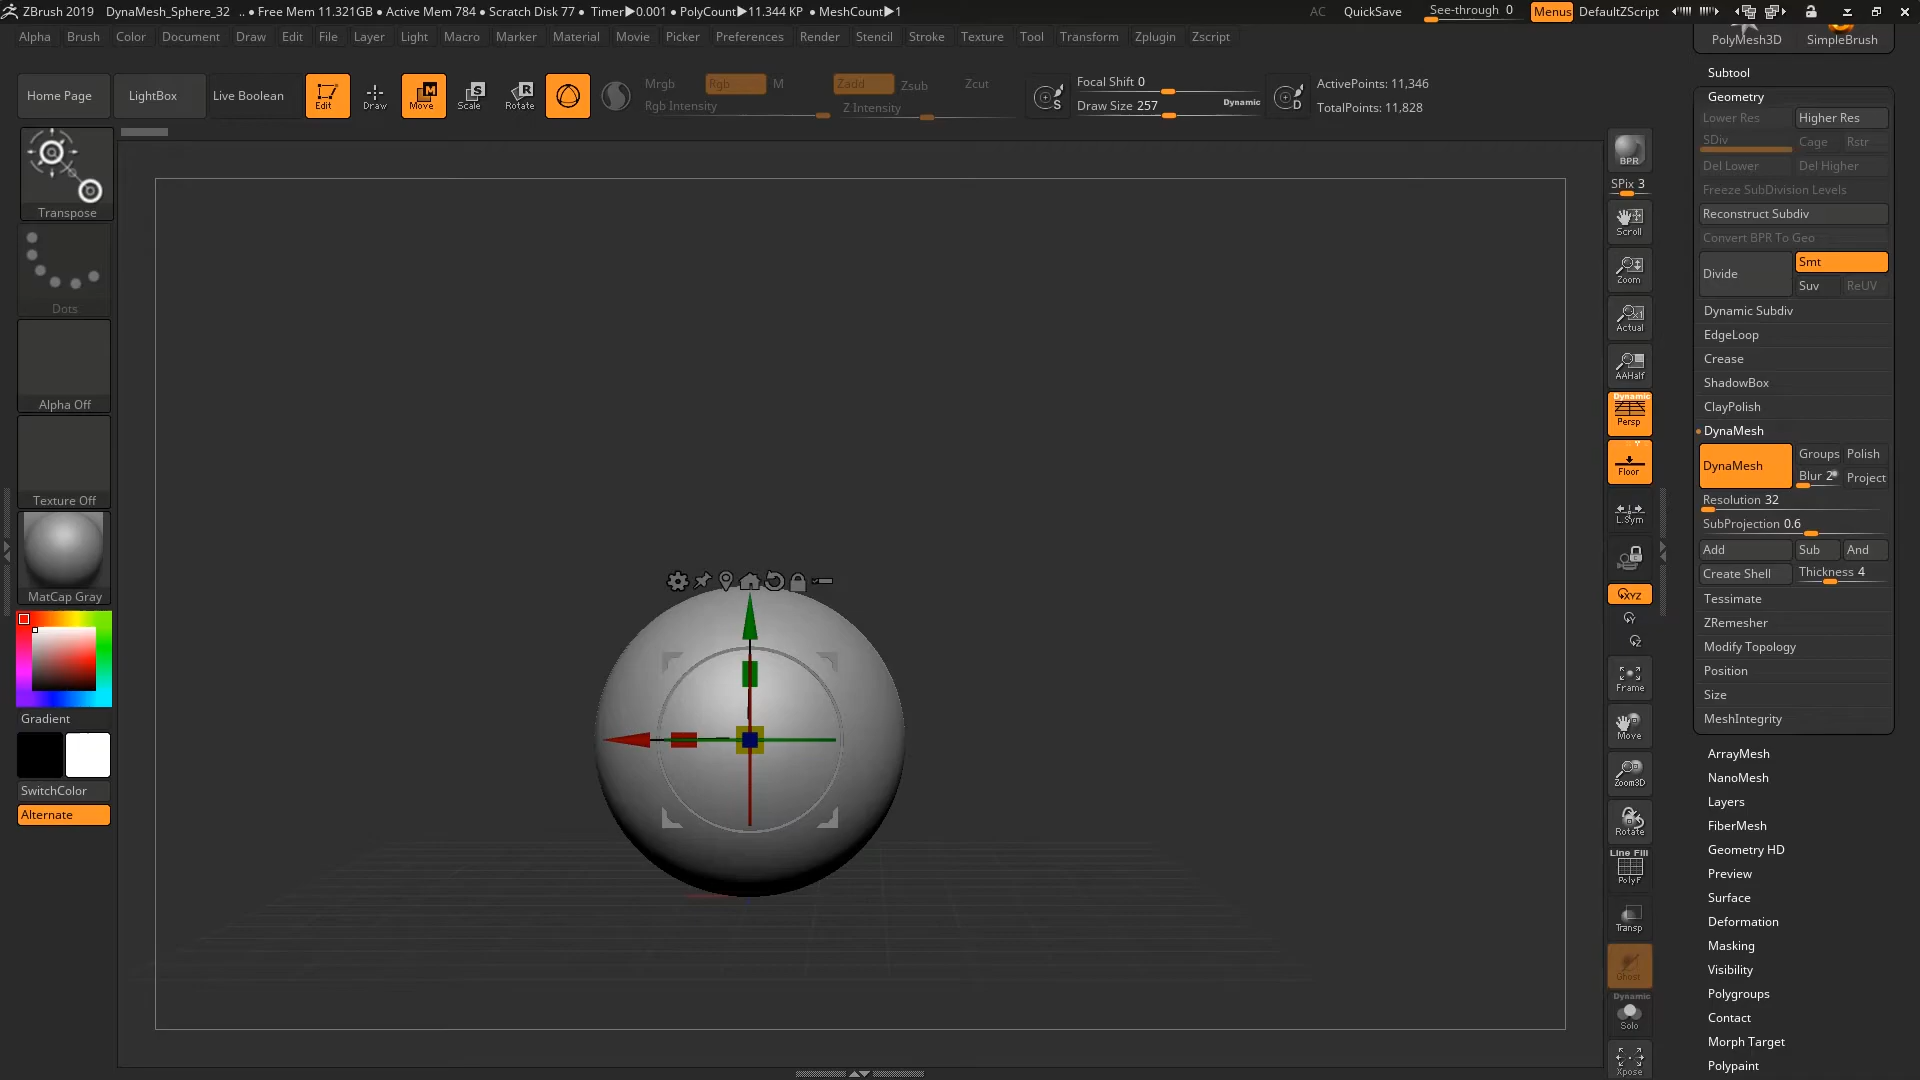 ZBrush 2019 DynaMesh_Sphere_32 .. ● Free Mem 11.321GB ● Active Mem 784 ● Scratch Disk 77 ● Timer▶0.001 ● PolyCount▶11.344 KP ● MeshCount▶1 AC QuickSave See-through 0 Menus DefaultZScript
Alpha Brush Color Document Draw Edit File Layer Light Macro Marker Material Movie Picker Preferences Render Stencil Stroke Texture Tool Transform Zplugin Zscript
PolyMesh3D SimpleBrush
Home Page LightBox Live Boolean Edit Draw Move Scale Rotate
Mrgb Rgb M Zadd Zsub Zcut
Rgb Intensity Z Intensity
Focal Shift 0
Draw Size 257 Dynamic
ActivePoints: 11,346
TotalPoints: 11,828
Transpose
Dots
Alpha Off
Texture Off
MatCap Gray
Gradient
SwitchColor
Alternate
BPR
SPix 3
Scroll
Zoom
Actual
AAHalf
Dynamic
Persp
Floor
L.Sym
XYZ
Y
Z
Frame
Move
Zoom3D
Rotate
Line Fill
PolyF
Transp
Ghost
Dynamic
Solo
Xpose
Subtool
Geometry
Lower Res Higher Res
SDiv Cage Rstr
Del Lower Del Higher
Freeze SubDivision Levels
Reconstruct Subdiv
Convert BPR To Geo
Divide Smt
Suv ReUV
Dynamic Subdiv
EdgeLoop
Crease
ShadowBox
ClayPolish
DynaMesh
DynaMesh Groups Polish
Blur 2 Project
Resolution 32
SubProjection 0.6
Add Sub And
Create Shell Thickness 4
Tessimate
ZRemesher
Modify Topology
Position
Size
MeshIntegrity
ArrayMesh
NanoMesh
Layers
FiberMesh
Geometry HD
Preview
Surface
Deformation
Masking
Visibility
Polygroups
Contact
Morph Target
Polypaint